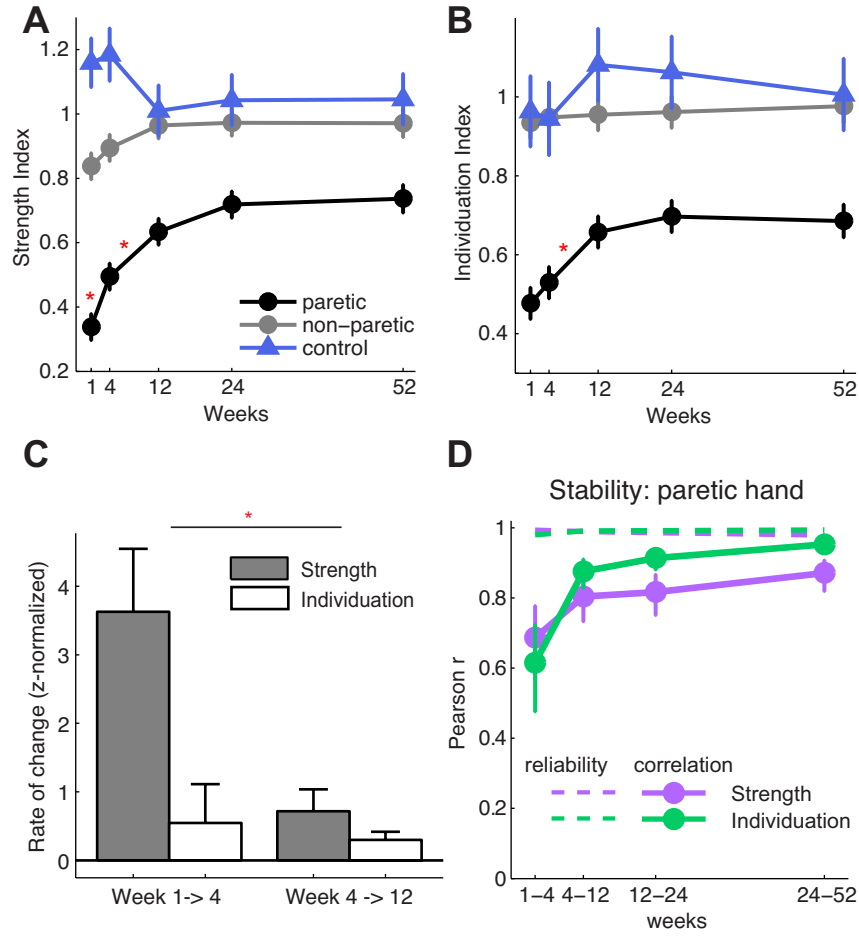 A
1.2
1
0.8
0.6
0.4
0.2
Strength Index
*
*
paretic
non−paretic
control
1 4 12 24 52
Weeks
B
1
0.8
0.6
0.4
Individuation Index
*
1 4 12 24 52
Weeks
C
*
4
3
2
1
0
Rate of change (z-normalized)
Strength
Individuation
Week 1-> 4 Week 4 -> 12
D
Stability: paretic hand
1
0.8
0.6
0.4
0.2
0
Pearson r
reliability correlation
Strength
Individuation
1−4 4−12 12−24 24−52
weeks